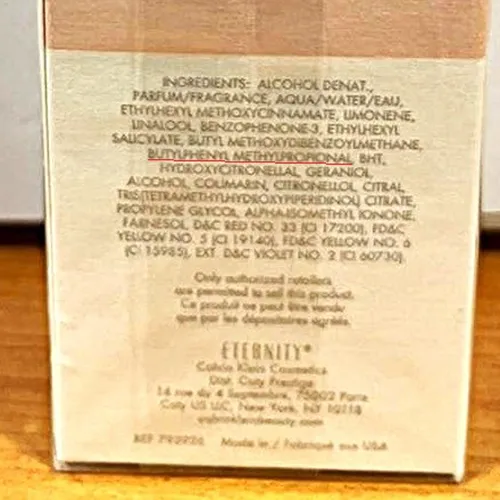 INGREDIENTS: ALCOHOL DENAT.,
PARFUM/FRAGRANCE, AQUA/WATER/EAU,
ETHYLHEXYL METHOXYCINNAMATE, LIMONENE,
LINALOOL, BENZOPHENONE-3, ETHYLHEXYL
SALICYLATE, BUTYL METHOXYDIBENZOYLMETHANE,
BUTYLPHENYL METHYLPROPIONAL, BHT,
HYDROXYCITRONELLAL, GERANIOL,
ALCOHOL, COUMARIN, CITRONELLOL, CITRAL,
TRIS(TETRAMETHYLHYDROXYPIPERIDINOL) CITRATE,
PROPYLENE GLYCOL, ALPHA-ISOMETHYL IONONE,
FARNESOL, D&C RED NO. 33 (CI 17200), FD&C
YELLOW NO. 5 (CI 19140), FD&C YELLOW NO. 6
(CI 15985), EXT. D&C VIOLET NO. 2 (CI 60730).
Only authorized retailers
are permitted to sell this product.
Ce produit ne peut être vendu
que par les dépositaires agréés.
ETERNITY®
Calvin Klein Cosmetics
Dist. Coty Prestige
14 rue du 4 Septembre, 75002 Paris
Coty US LLC, New York, NY 10118
calvinkleinbeauty.com
REF Made in / Fabriqué aux USA